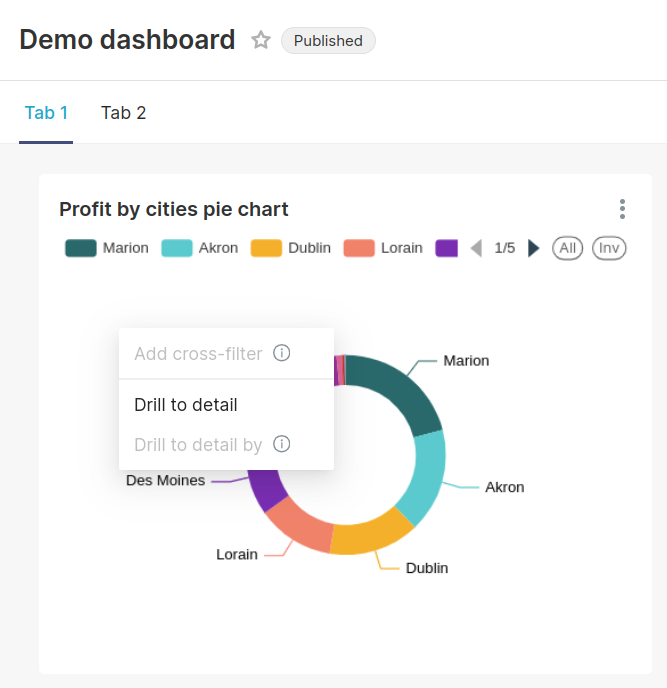 Demo dashboard Published
Tab 1 Tab 2
Profit by cities pie chart
Marion Akron Dublin Lorain 1/5 All Inv
Add cross-filter
Marion
Drill to detail
Drill to detail by
Des Moines
Akron
Lorain
Dublin